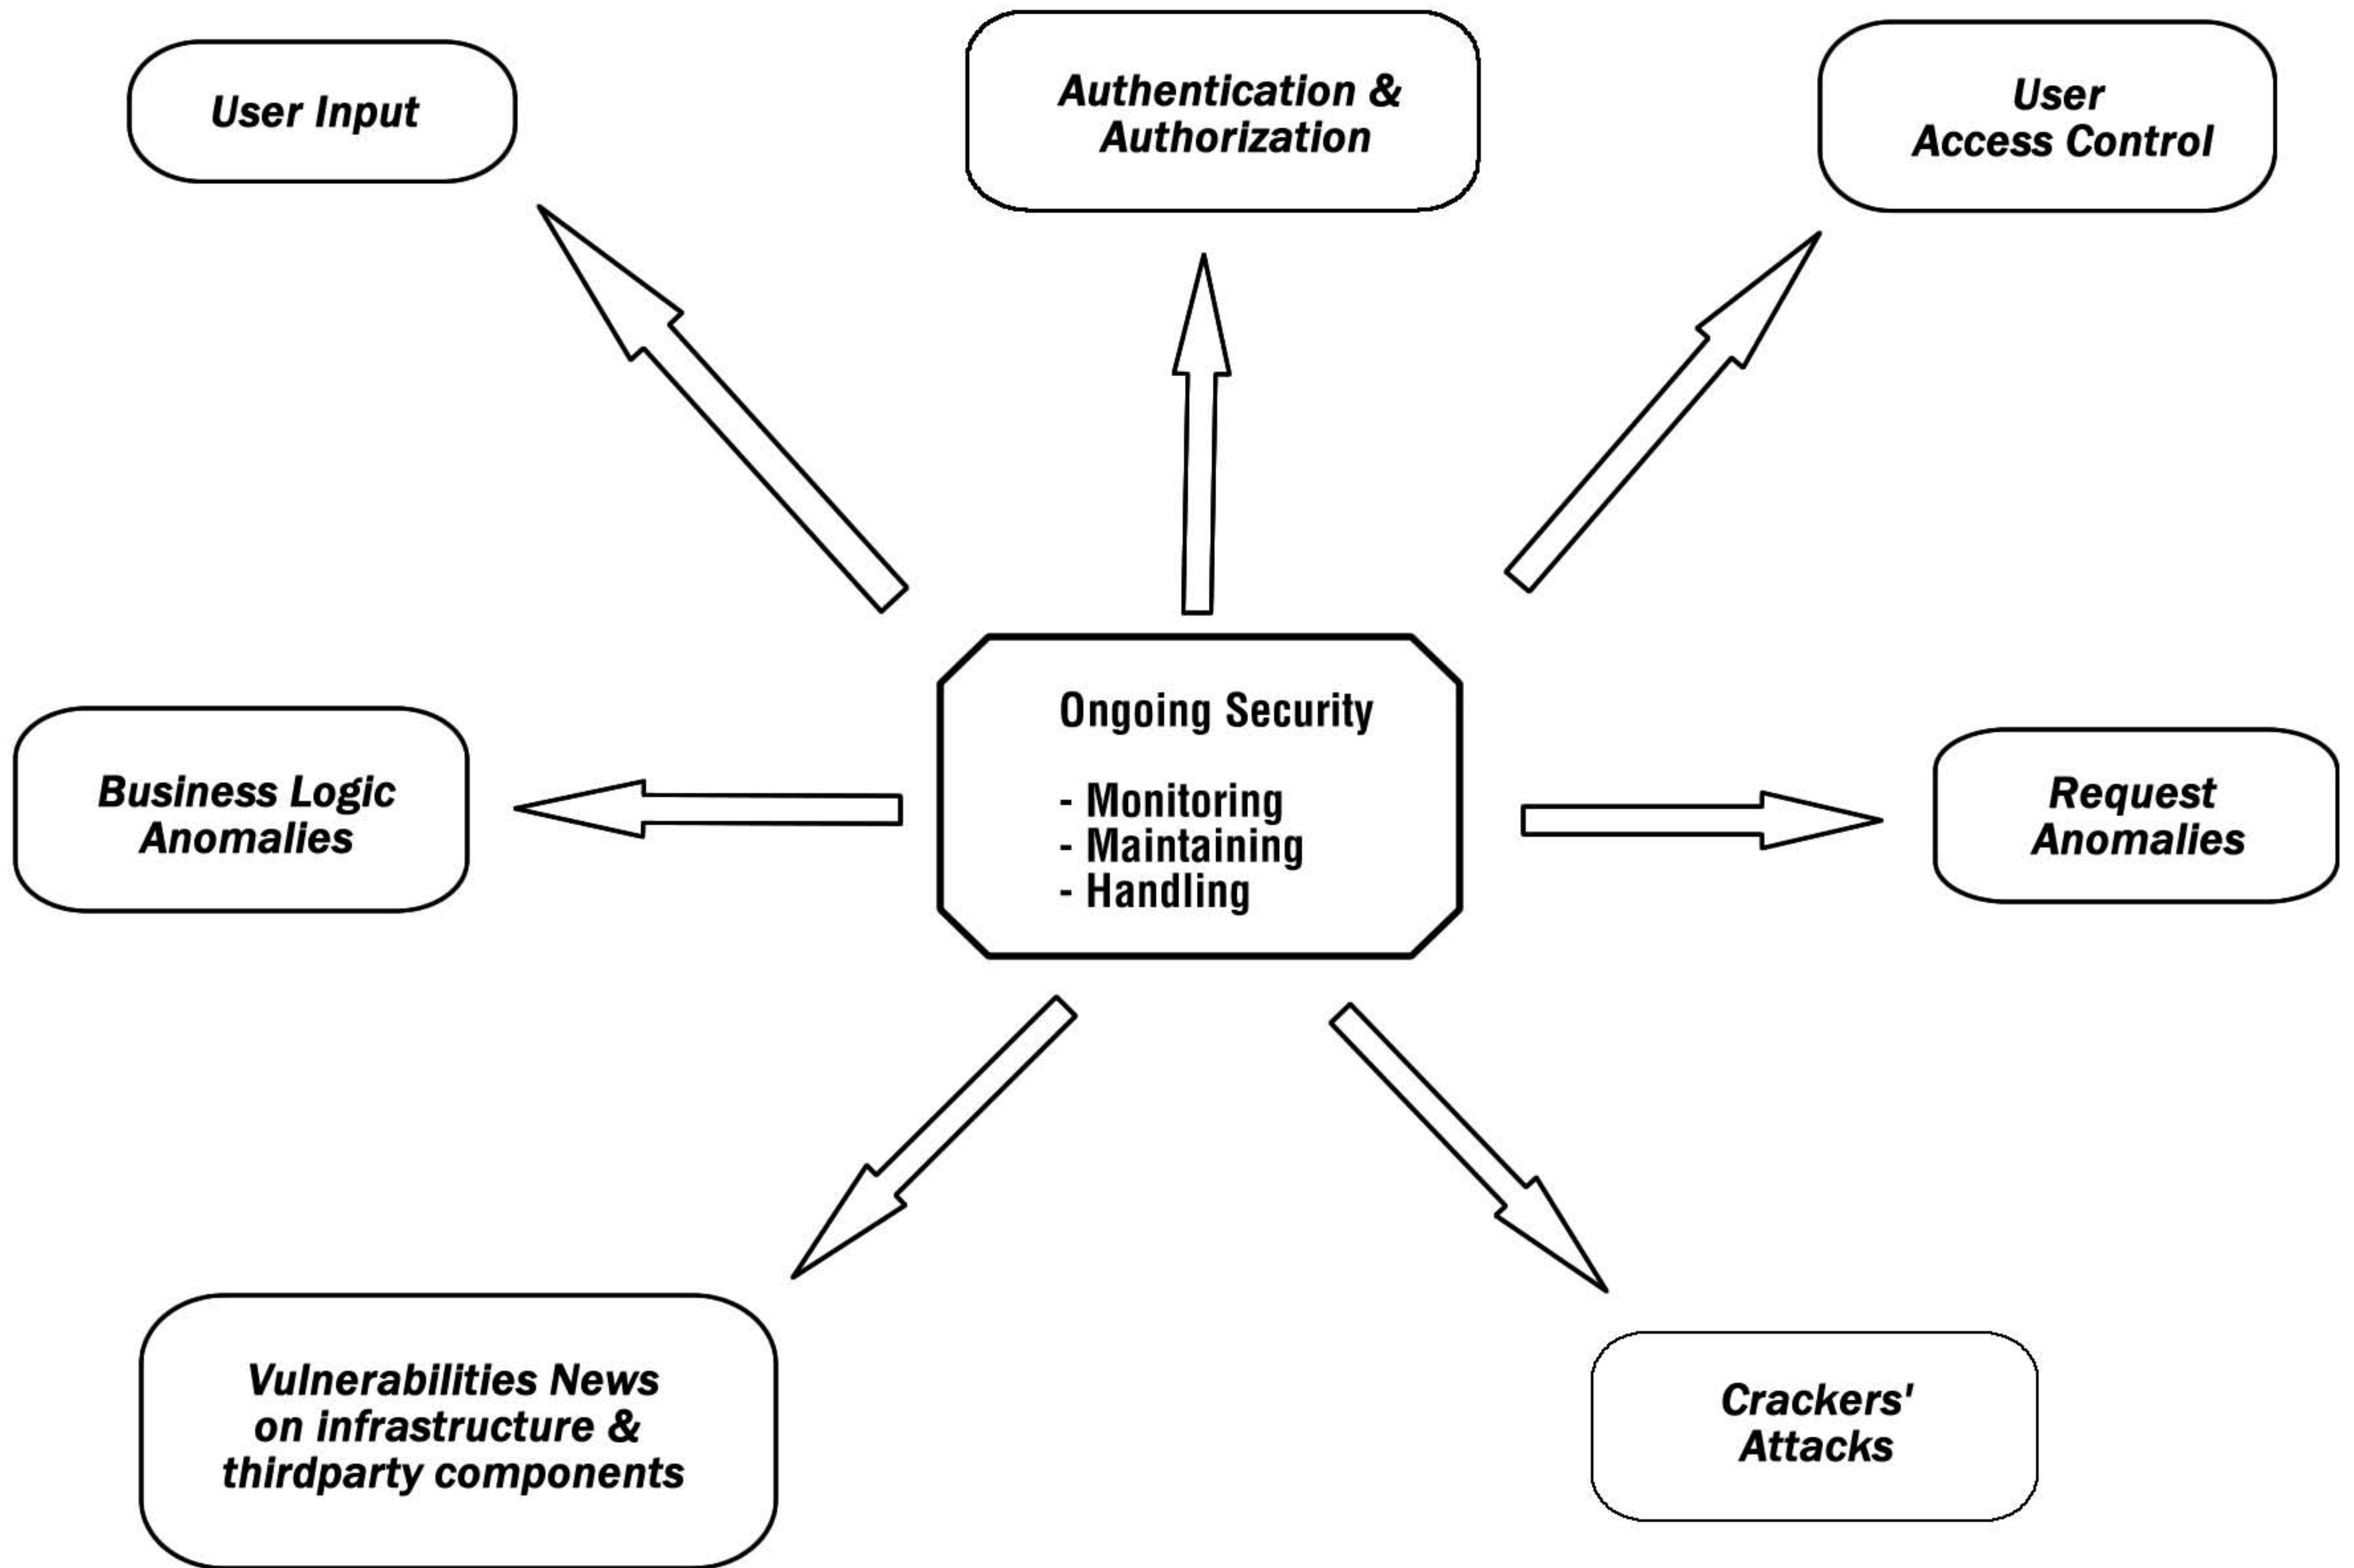 User Input
Authentication &
Authorization
User
Access Control
Business Logic
Anomalies
Ongoing Security
- Monitoring
- Maintaining
- Handling
Request
Anomalies
Vulnerabilities News
on infrastructure &
thirdparty components
Crackers'
Attacks